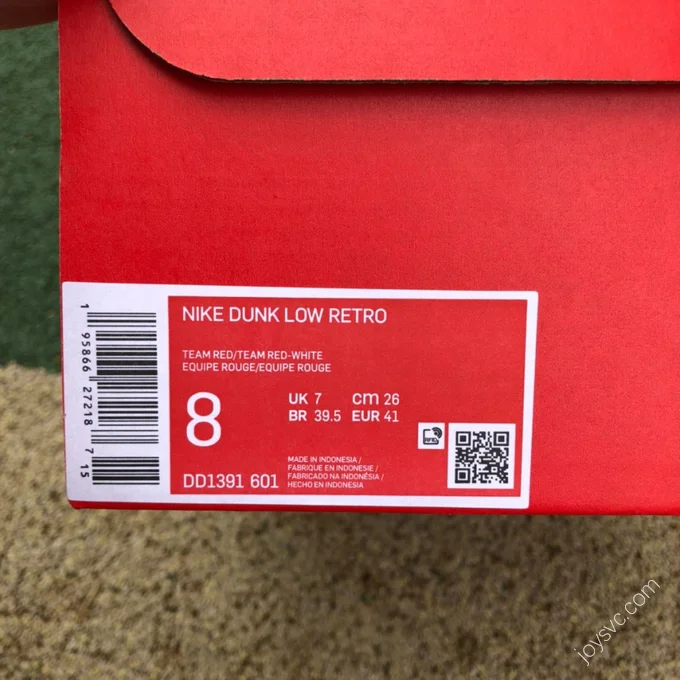 NIKE DUNK LOW RETRO
TEAM RED/TEAM RED-WHITE
EQUIPE ROUGE/EQUIPE ROUGE
8
UK 7 cm 26
BR 39.5 EUR 41
DD1391 601
MADE IN INDONESIA /
FABRIQUE EN INDONESIE /
FABRICADO NA INDONÉSIA /
HECHO EN INDONESIA
RFID
1 95866 27218 7 15
joysvc.com